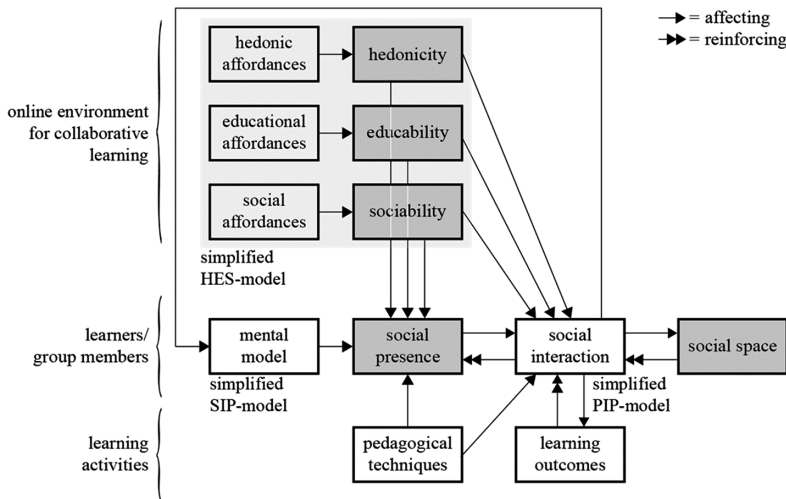 = affecting
= reinforcing
online environment
for collaborative
learning
hedonic
affordances
hedonicity
educational
affordances
educability
social
affordances
sociability
simplified
HES-model
learners/
group members
mental
model
social
presence
social
interaction
social space
simplified
SIP-model
simplified
PIP-model
learning
activities
pedagogical
techniques
learning
outcomes